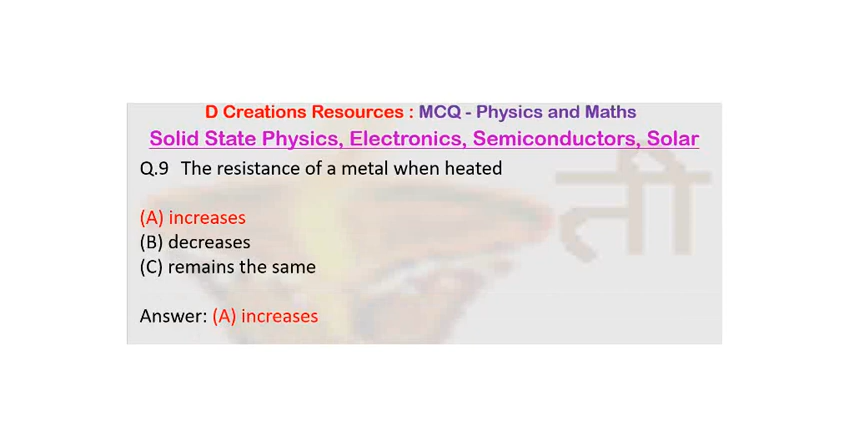 D Creations Resources : MCQ - Physics and Maths
Solid State Physics, Electronics, Semiconductors, Solar
Q.9 The resistance of a metal when heated
(A) increases
(B) decreases
(C) remains the same
Answer: (A) increases
ती